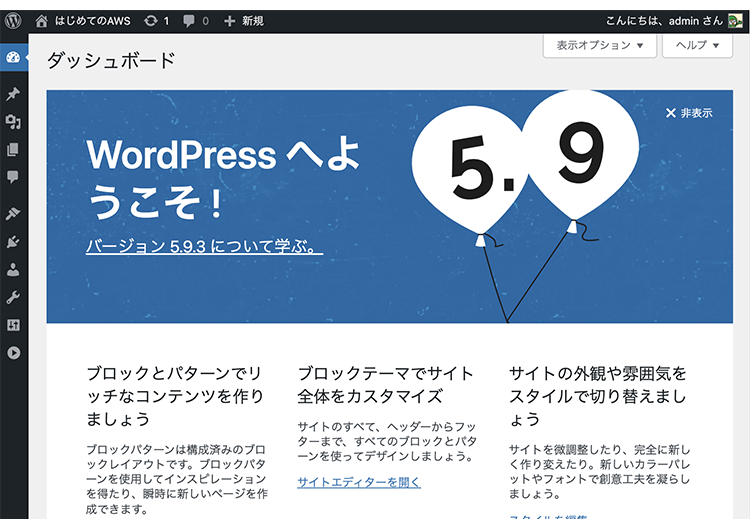 はじめてのAWS 1 0 新規 こんにちは、admin さん
表示オプション ▼ ヘルプ ▼
ダッシュボード
非表示
WordPress へよ
うこそ !
バージョン 5.9.3 について学ぶ。
5.9
ブロックとパターンでリ
ッチなコンテンツを作り
ましょう
ブロックパターンは構成済みのブロ
ックレイアウトです。ブロックパタ
ーンを使用してインスピレーション
を得たり、瞬時に新しいページを作
成できます。
ブロックテーマでサイト
全体をカスタマイズ
サイトのすべて、ヘッダーからフ
ッターまで、すべてのブロックとパタ
ーンを使ってデザインしましょう。
サイトエディターを開く
サイトの外観や雰囲気を
スタイルで切り替えまし
ょう
サイトを微調整したり、完全に新し
く作り変えたり。新しいカラーパレ
ットやフォントで創意工夫を凝らし
ましょう。
スタイルを編集